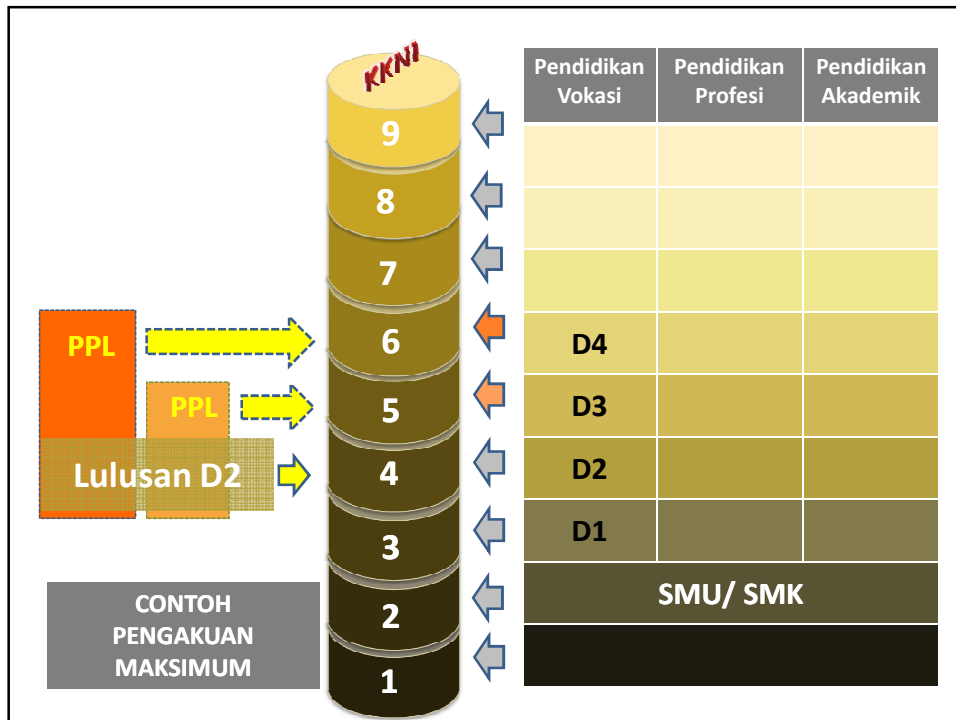 KKNI
Pendidikan
Vokasi
Pendidikan
Profesi
Pendidikan
Akademik
9
8
7
6
5
4
3
2
1
PPL
PPL
Lulusan D2
D4
D3
D2
D1
SMU/ SMK
CONTOH
PENGAKUAN
MAKSIMUM